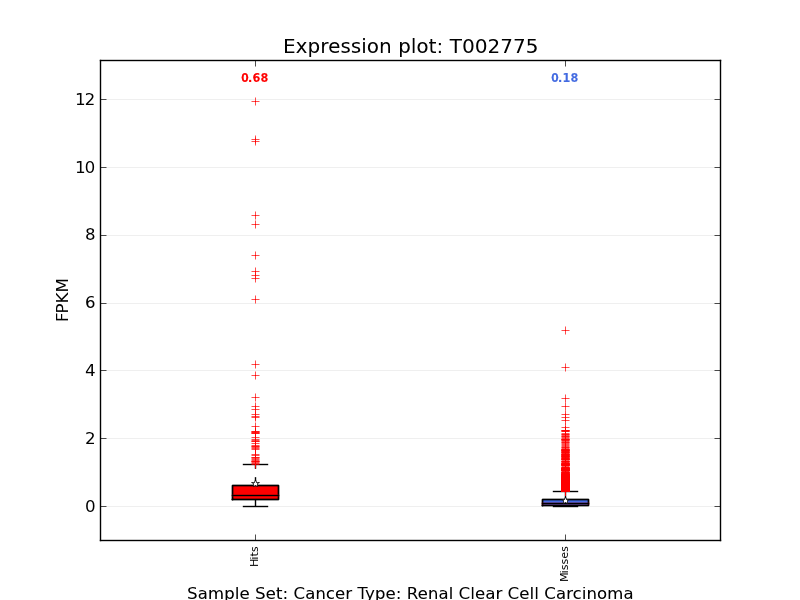 Expression plot: T002775
0.68
0.18
12
10
8
6
4
2
0
FPKM
Hits
Misses
Sample Set: Cancer Type: Renal Clear Cell Carcinoma